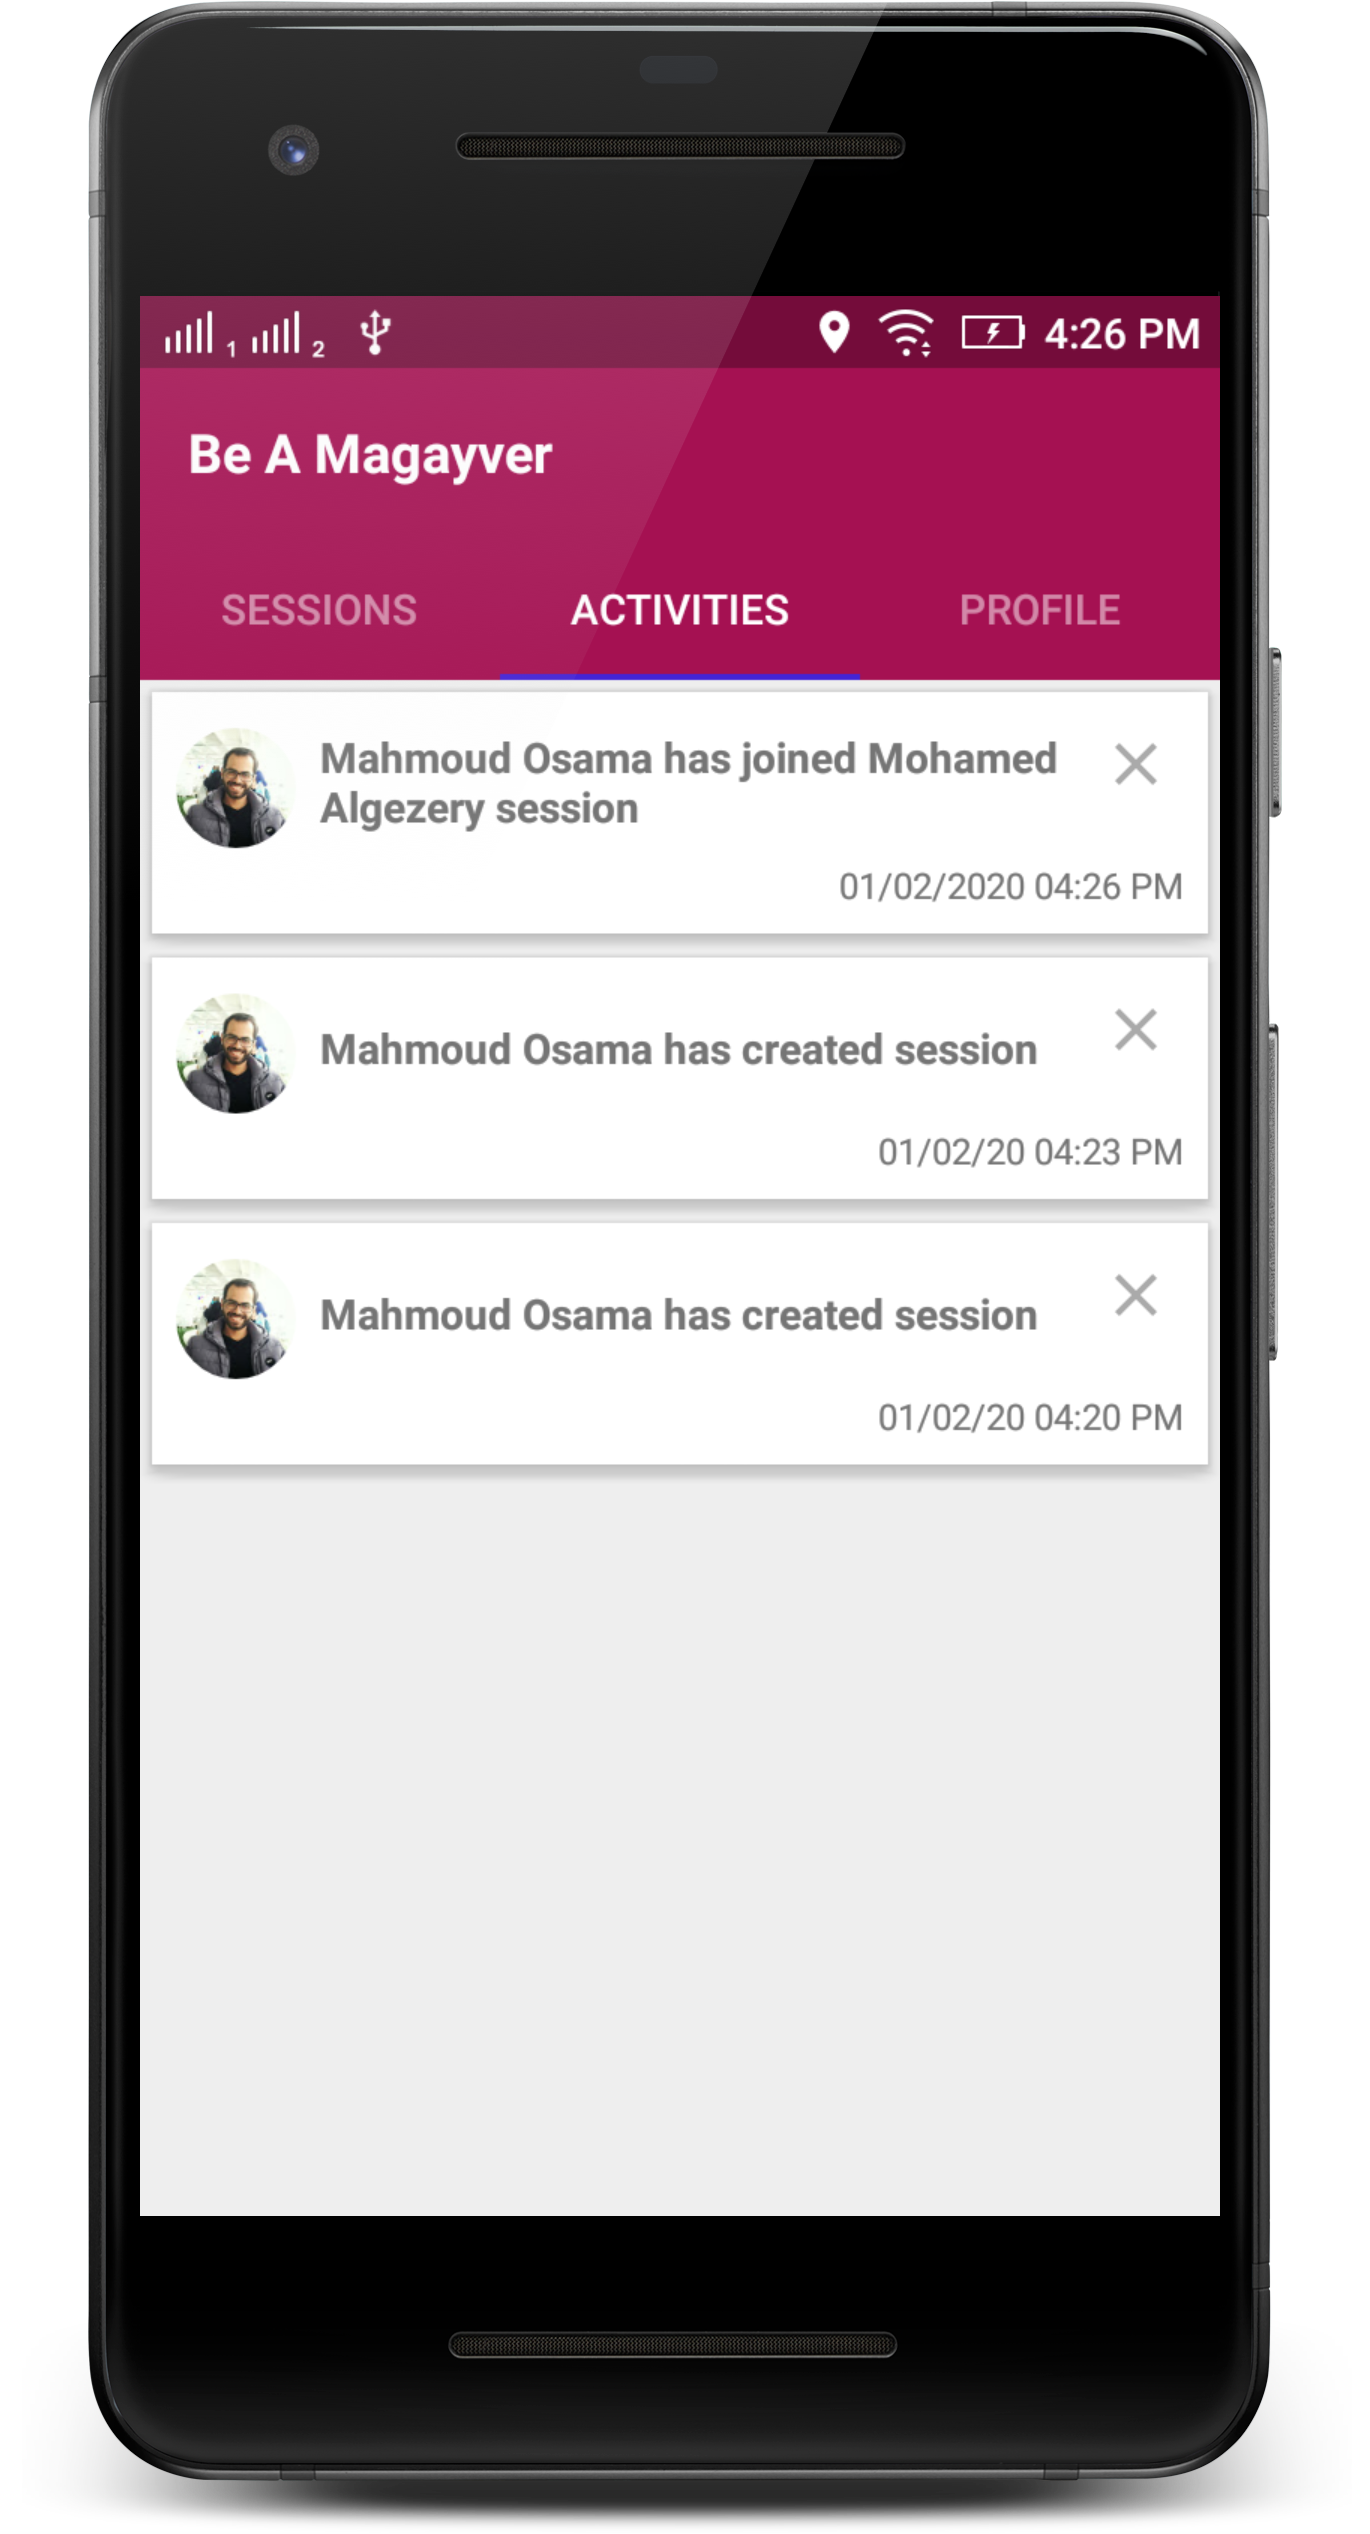 1 2 4:26 PM
Be A Magayver
SESSIONS ACTIVITIES PROFILE
Mahmoud Osama has joined Mohamed
Algezery session
01/02/2020 04:26 PM
Mahmoud Osama has created session
01/02/20 04:23 PM
Mahmoud Osama has created session
01/02/20 04:20 PM